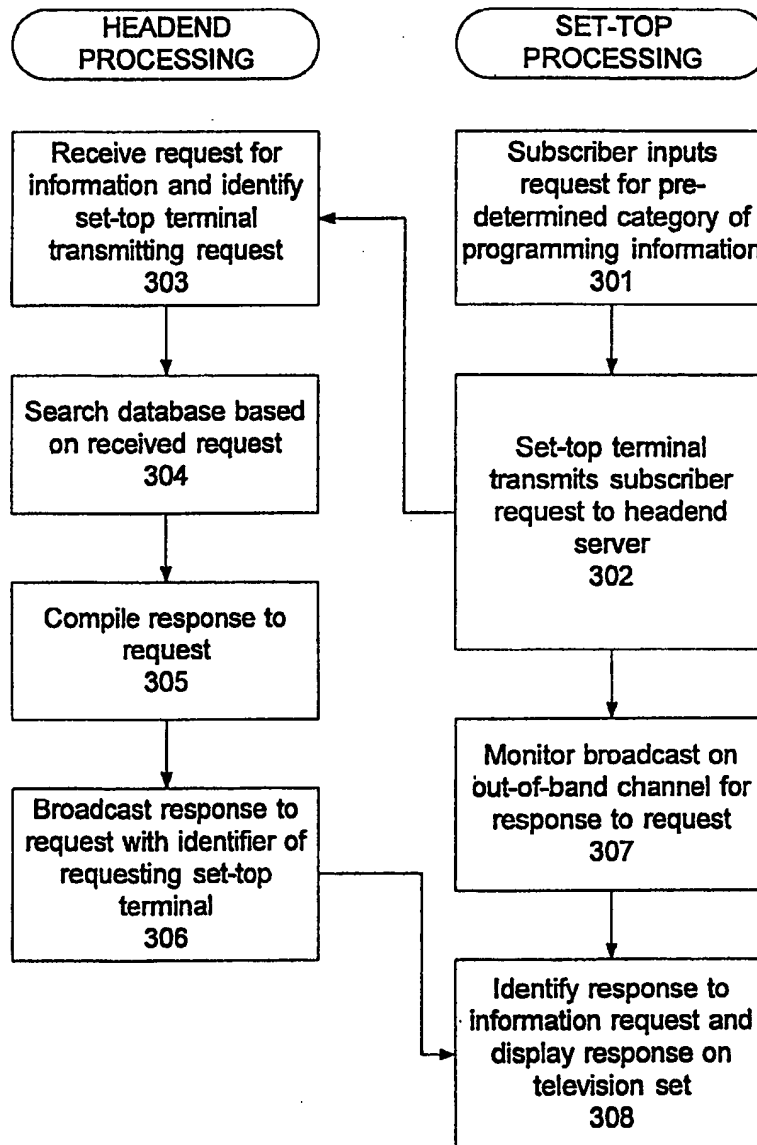 HEADEND
PROCESSING
SET-TOP
PROCESSING
Receive request for
information and identify
set-top terminal
transmitting request
303
Subscriber inputs
request for pre-
determined category of
programming information
301
Search database based
on received request
304
Set-top terminal
transmits subscriber
request to headend
server
302
Compile response to
request
305
Monitor broadcast on
out-of-band channel for
response to request
307
Broadcast response to
request with identifier of
requesting set-top
terminal
306
Identify response to
information request and
display response on
television set
308